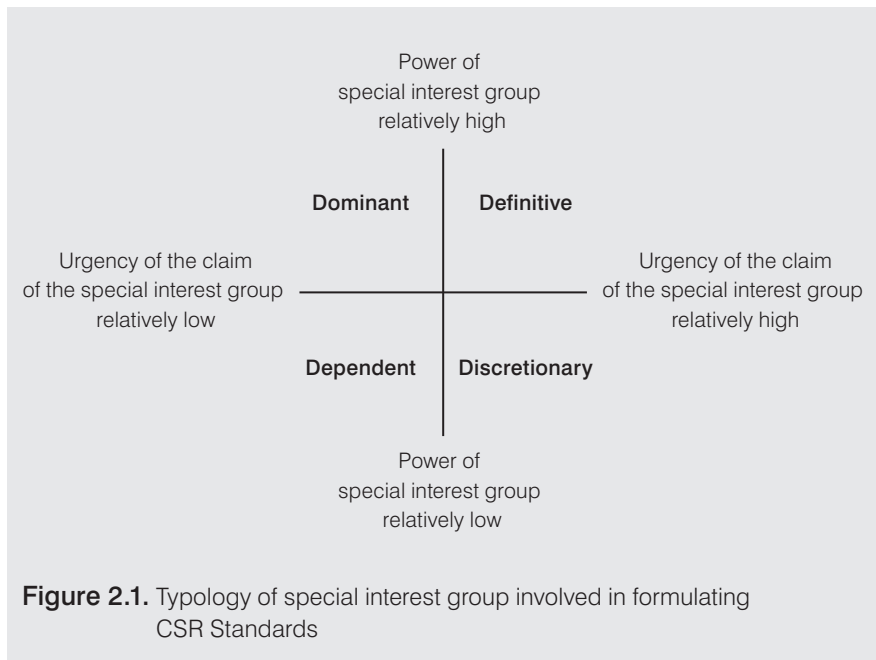 Power of
special interest group
relatively high
Dominant
Definitive
Urgency of the claim
of the special interest group
relatively low
Urgency of the claim
of the special interest group
relatively high
Dependent
Discretionary
Power of
special interest group
relatively low
Figure 2.1. Typology of special interest group involved in formulating
CSR Standards